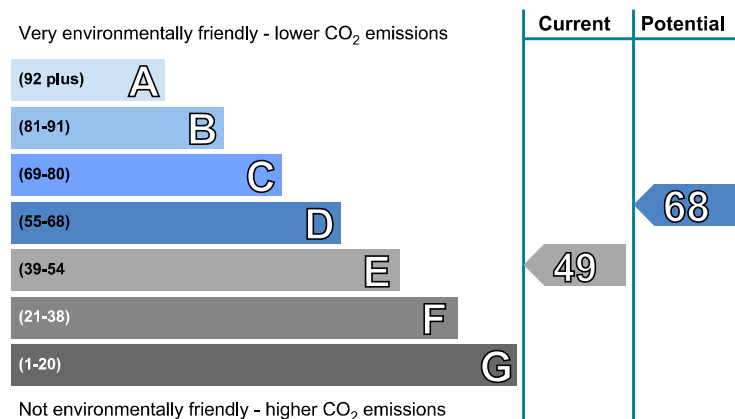 Very environmentally friendly - lower CO₂ emissions
Current
Potential
(92 plus) A
(81-91) B
(69-80) C
(55-68) D
68
(39-54 E
49
(21-38) F
(1-20) G
Not environmentally friendly - higher CO₂ emissions